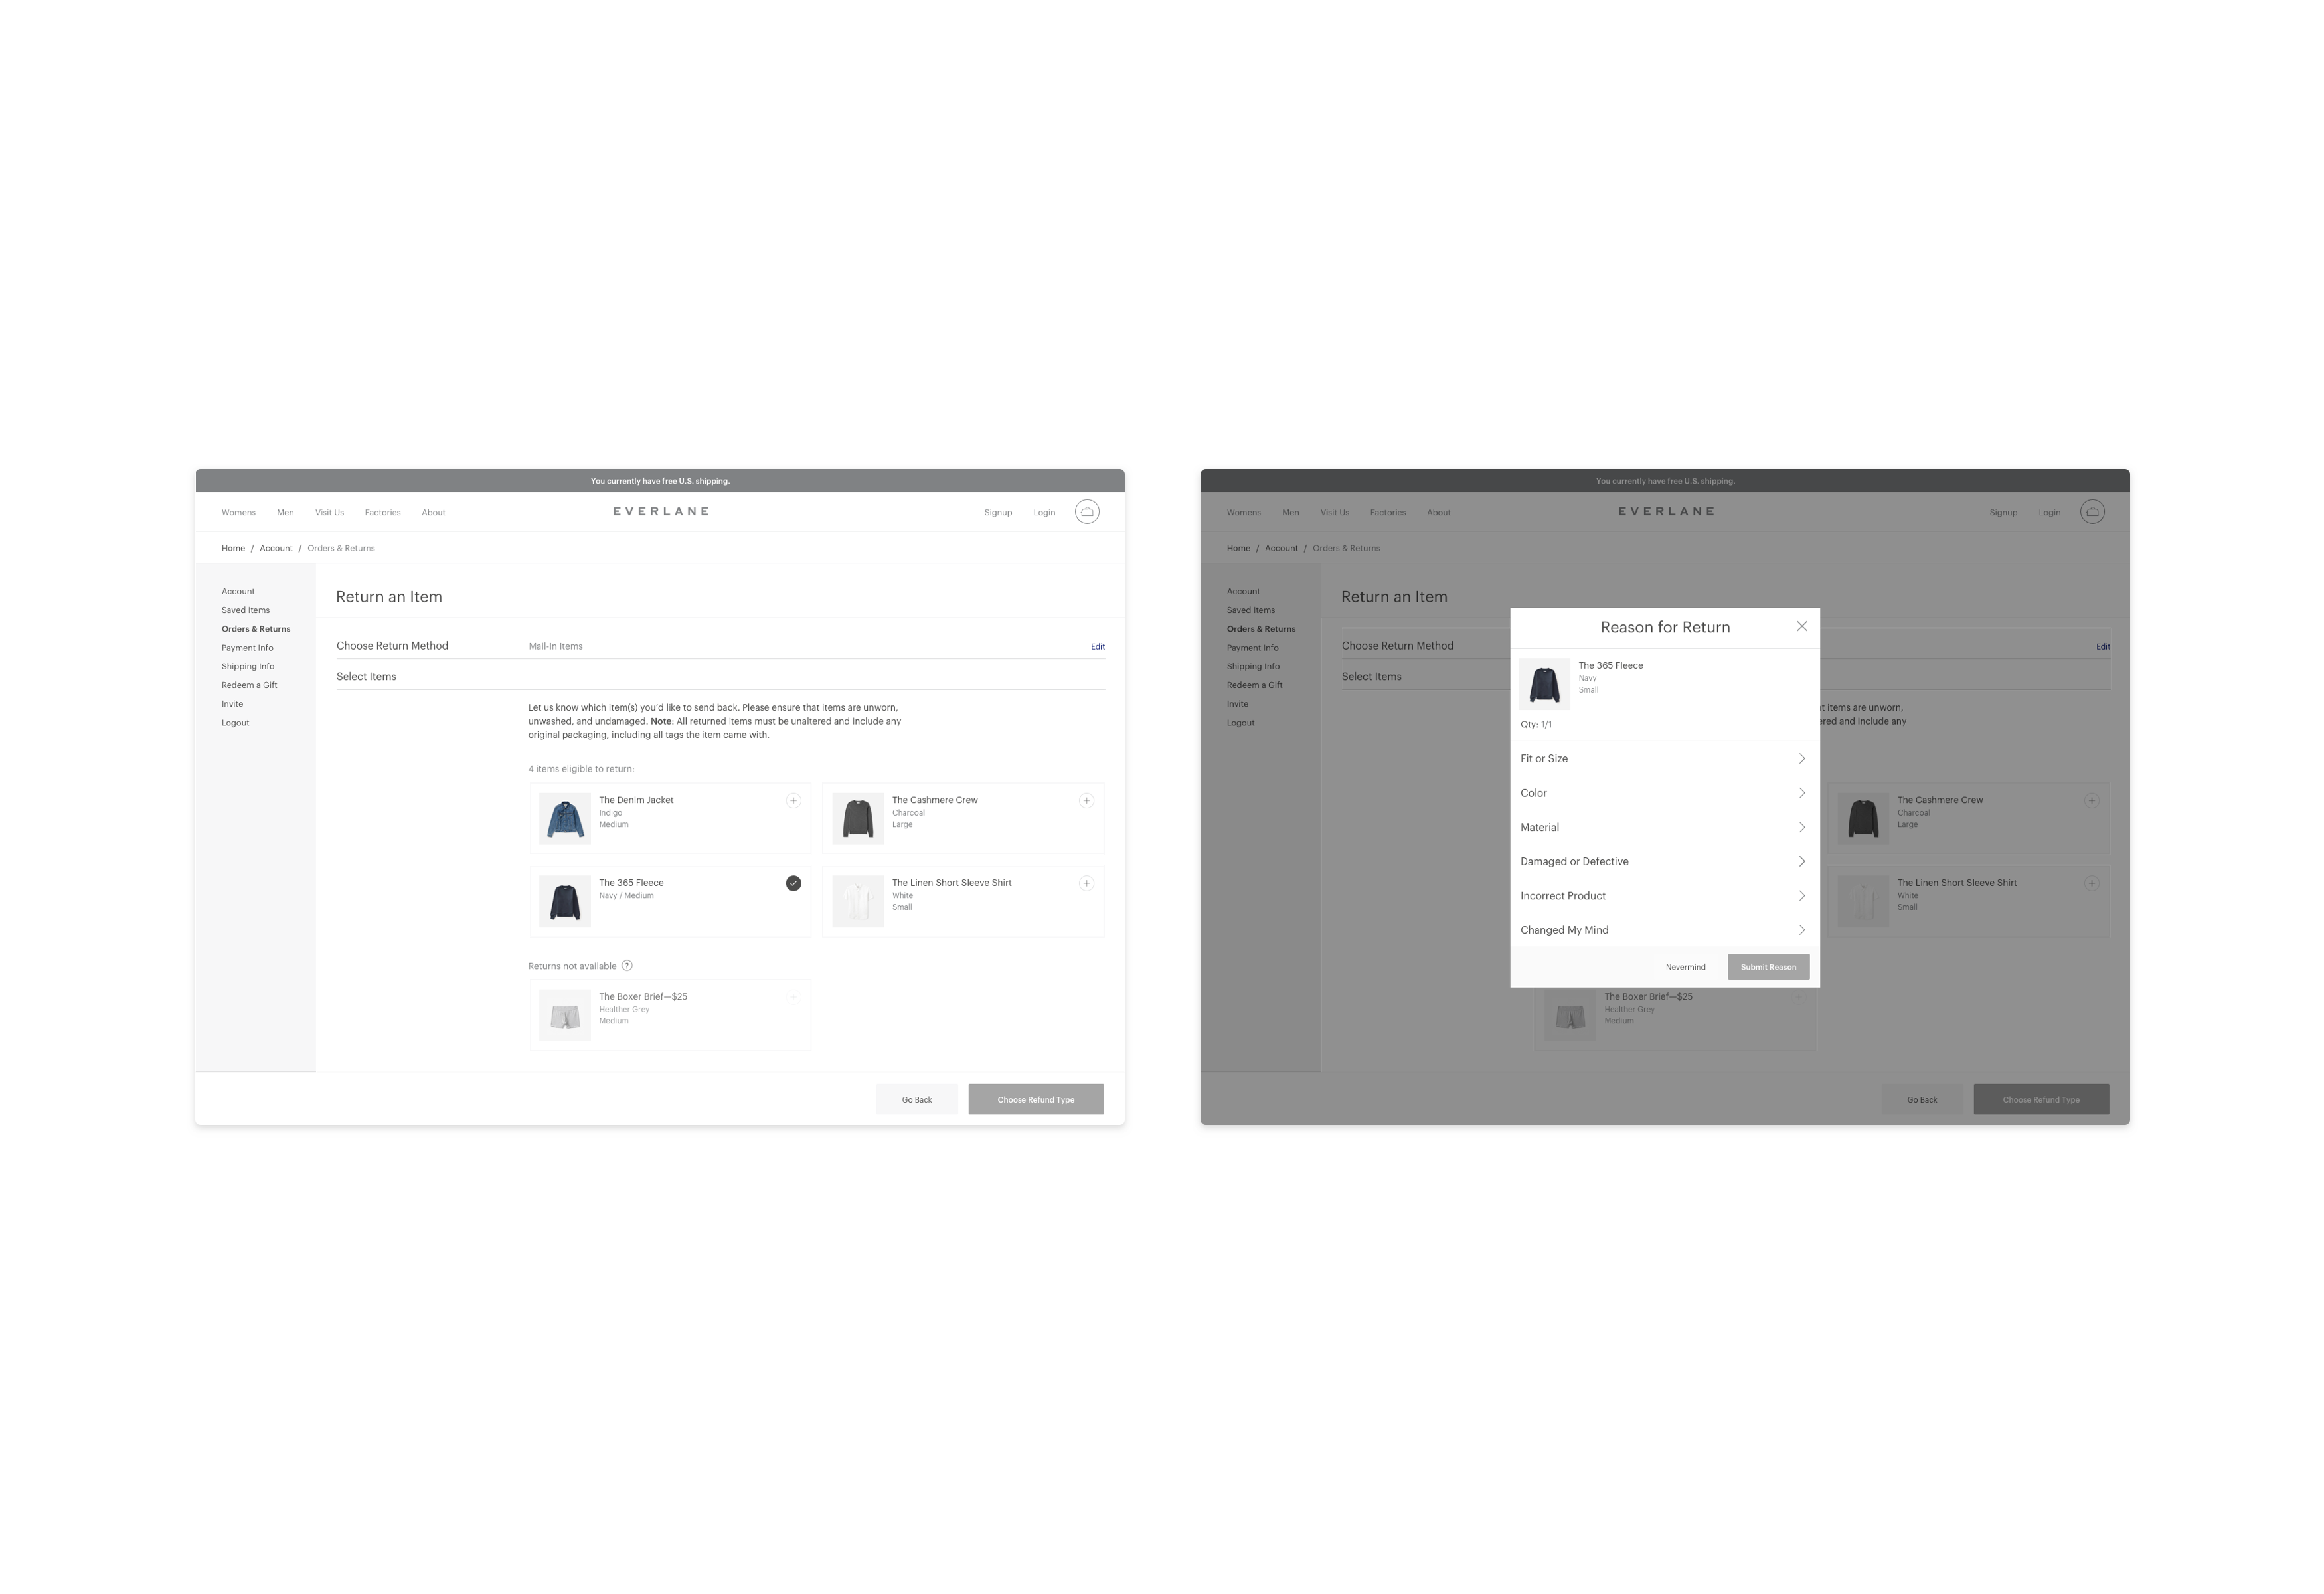 You currently have free U.S. shipping.
Womens Men Visit Us Factories About EVERLANE Signup Login
Home / Account / Orders & Returns
Account
Saved Items
Orders & Returns
Payment Info
Shipping Info
Redeem a Gift
Invite
Logout
Return an Item
Choose Return Method Mail-In Items Edit
Select Items
Let us know which item(s) you'd like to send back. Please ensure that items are unworn,
unwashed, and undamaged. Note: All returned items must be unaltered and include any
original packaging, including all tags the item came with.
4 items eligible to return:
The Denim Jacket
Indigo
Medium
The Cashmere Crew
Charcoal
Large
The 365 Fleece
Navy / Medium
The Linen Short Sleeve Shirt
White
Small
Returns not available ?
The Boxer Brief—$25
Healther Grey
Medium
Go Back Choose Refund Type
You currently have free U.S. shipping.
Womens Men Visit Us Factories About EVERLANE Signup Login
Home / Account / Orders & Returns
Account
Saved Items
Orders & Returns
Payment Info
Shipping Info
Redeem a Gift
Invite
Logout
Return an Item
Choose Return Method Edit
Select Items
Reason for Return
The 365 Fleece
Navy
Small
Qty: 1/1
Fit or Size
Color
Material
Damaged or Defective
Incorrect Product
Changed My Mind
Nevermind Submit Reason
items are unworn,
and include any
The Cashmere Crew
Charcoal
Large
The Linen Short Sleeve Shirt
White
Small
The Boxer Brief—$25
Healther Grey
Medium
Go Back Choose Refund Type